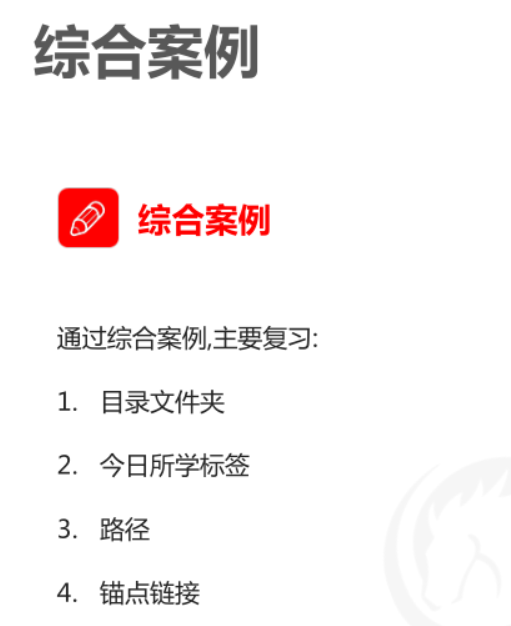 综合案例
综合案例
通过综合案例,主要复习:
1. 目录文件夹
2. 今日所学标签
3. 路径
4. 锚点链接